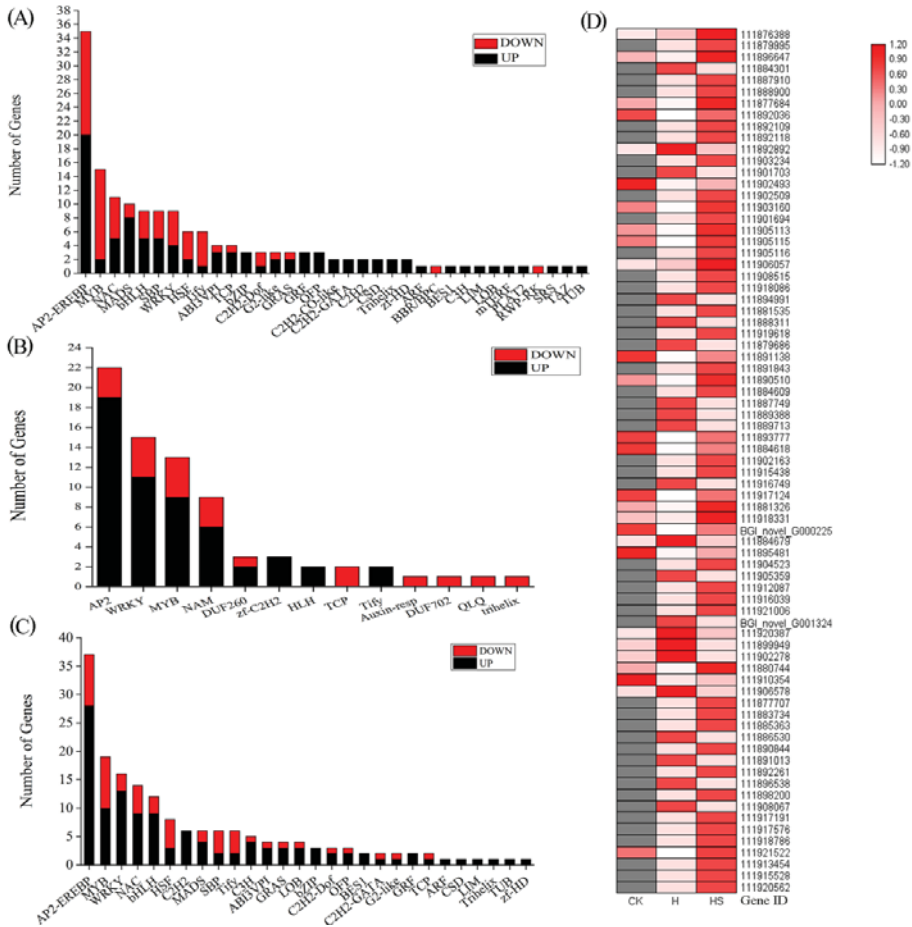 (A)
38
36
34
32
30
28
26
24
22
20
18
16
14
12
10
8
6
4
2
0
Number of Genes
DOWN
UP
AP2-EREBP
MYB
NAC
MADS
bHLH
SBP
WRKY
HSF
Tify
ABI3VP1
TCP
bZIP
C2H2-Dof
G2-like
GRAS
GRF
OFP
C2H2-CO-like
C2H2-GATA
C2H2
CSD
Trihelix
zf-HD
ARF
BBR/BPC
BES1
C3H
LIM
LOB
mTERF
RWP-RK
SRS
TAZ
TUB
(B)
24
22
20
18
16
14
12
10
8
6
4
2
0
Number of Genes
DOWN
UP
AP2
WRKY
MYB
NAM
DUF260
zf-C2H2
HLH
TCP
Tify
Auxin-resp
DUF702
QLQ
trihelix
(C)
40
35
30
25
20
15
10
5
0
Number of Genes
DOWN
UP
AP2-EREBP
MYB
WRKY
NAC
bHLH
HSF
C2H2
MADS
SBP
Tify
C3H
ABI3VP1
GRAS
LOB
bZIP
C2H2-Dof
OFP
BES1
C2H2-GATA
G2-like
GRF
TCP
ARF
CSD
LIM
Trihelix
TUB
zf-HD
(D)
1.20
0.90
0.60
0.30
0.00
-0.30
-0.60
-0.90
-1.20
111876388
111879895
111896647
111884301
111887910
111888900
111877684
111892036
111892109
111892118
111892892
111903234
111901703
111902493
111902509
111903160
111901694
111905113
111905115
111905116
111906057
111908515
111918086
111894991
111881535
111888311
111919618
111879686
111891138
111891843
111890510
111884609
111887749
111889388
111889713
111893777
111884618
111902163
111915438
111916749
111917124
111881326
111918331
BGI_novel_G000225
111884679
111895481
111904523
111905359
111912087
111916039
111921006
BGI_novel_G001324
111920387
111899949
111902278
111880744
111910354
111906578
111877707
111883734
111885363
111886530
111890844
111891013
111892261
111896538
111898200
111908067
111917191
111917576
111918786
111921522
111913454
111915528
111920562
CK H HS Gene ID